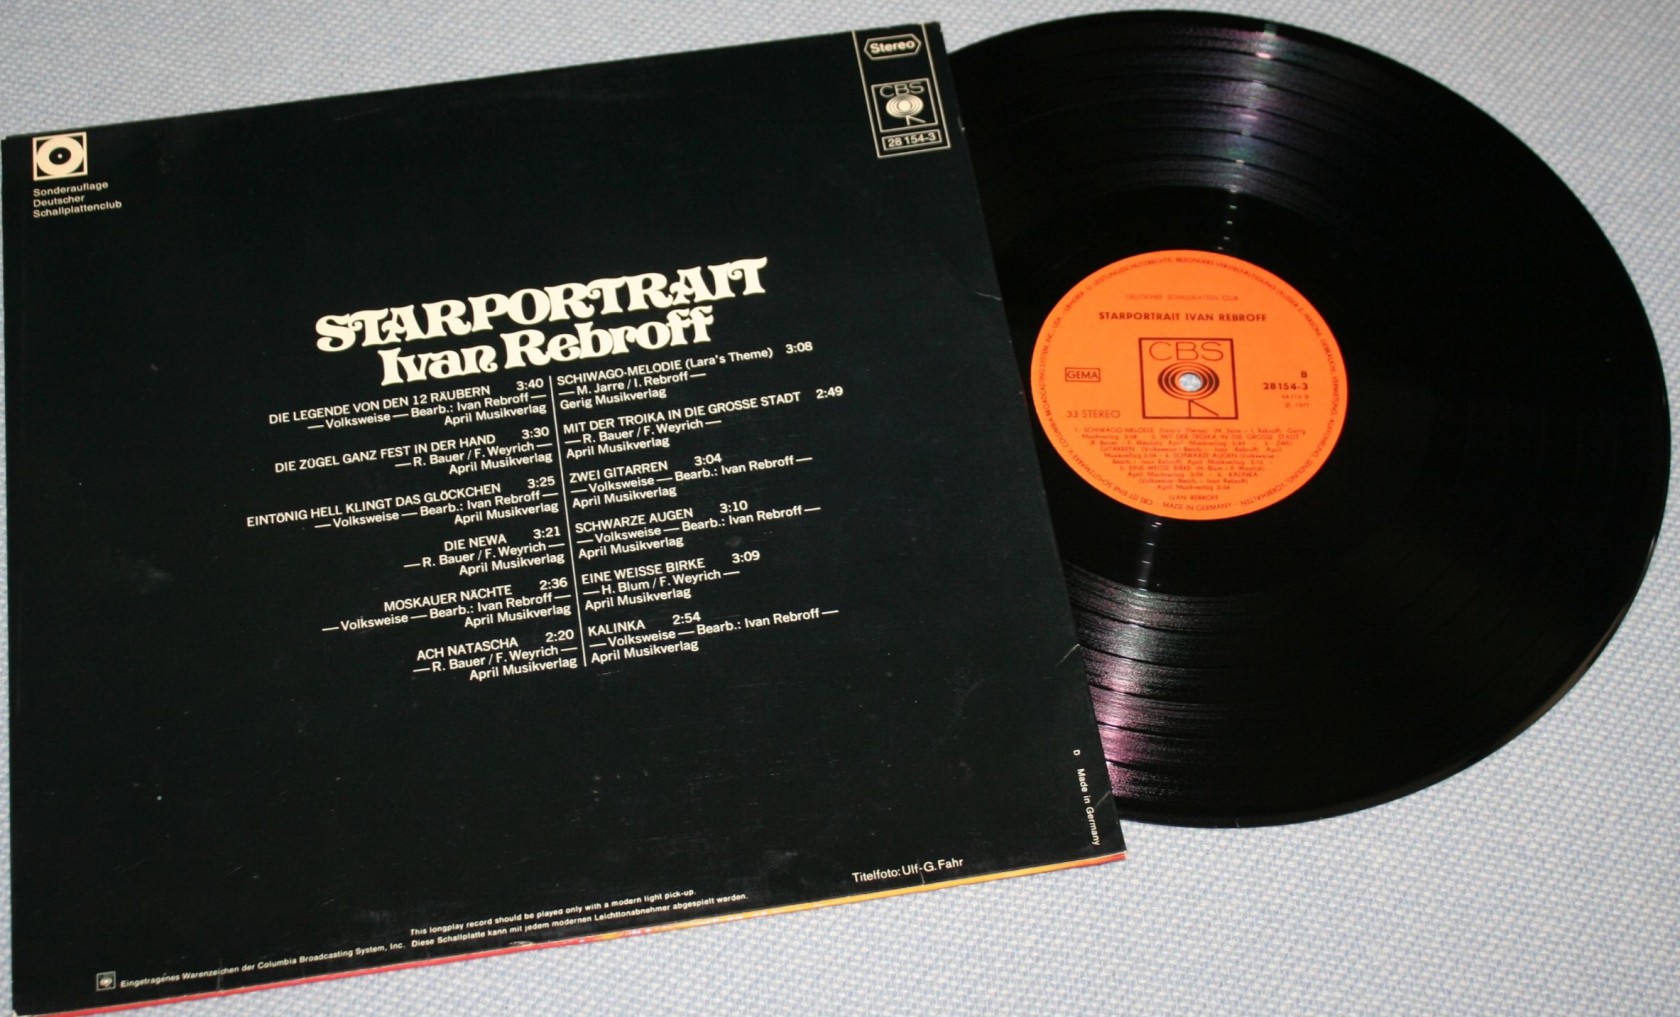 Sonderauflage
Deutscher
Schallplattenclub
Stereo
CBS
28 154-3
STARPORTRAIT
Ivan Rebroff
DIE LEGENDE VON DEN 12 RÄUBERN 3:40
— Volksweise — Bearb.: Ivan Rebroff —
April Musikverlag
DIE ZÜGEL GANZ FEST IN DER HAND 3:30
— R. Bauer / F. Weyrich —
April Musikverlag
EINTÖNIG HELL KLINGT DAS GLÖCKCHEN 3:25
— Volksweise — Bearb.: Ivan Rebroff —
April Musikverlag
DIE NEWA 3:21
— R. Bauer / F. Weyrich —
April Musikverlag
MOSKAUER NÄCHTE 2:36
— Volksweise — Bearb.: Ivan Rebroff —
April Musikverlag
ACH NATASCHA 2:20
— R. Bauer / F. Weyrich —
April Musikverlag
SCHIWAGO-MELODIE (Lara's Theme) 3:08
— M. Jarre / I. Rebroff —
Gerig Musikverlag
MIT DER TROIKA IN DIE GROSSE STADT 2:49
— R. Bauer / F. Weyrich —
April Musikverlag
ZWEI GITARREN 3:04
— Volksweise — Bearb.: Ivan Rebroff —
April Musikverlag
SCHWARZE AUGEN 3:10
— Volksweise — Bearb.: Ivan Rebroff —
April Musikverlag
EINE WEISSE BIRKE 3:09
— H. Blum / F. Weyrich —
April Musikverlag
KALINKA 2:54
— Volksweise — Bearb.: Ivan Rebroff —
April Musikverlag
D Made in Germany
Titelfoto: Ulf-G. Fahr
This longplay record should be played only with a modern light pick-up.
Eingetragenes Warenzeichen der Columbia Broadcasting System, Inc. Diese Schallplatte kann mit jedem modernen Leichttonabnehmer abgespielt werden.
DEUTSCHER SCHALLPLATTEN CLUB
STARPORTRAIT IVAN REBROFF
CBS
GEMA
B
28154-3
33 STEREO
IVAN REBROFF
MADE IN GERMANY